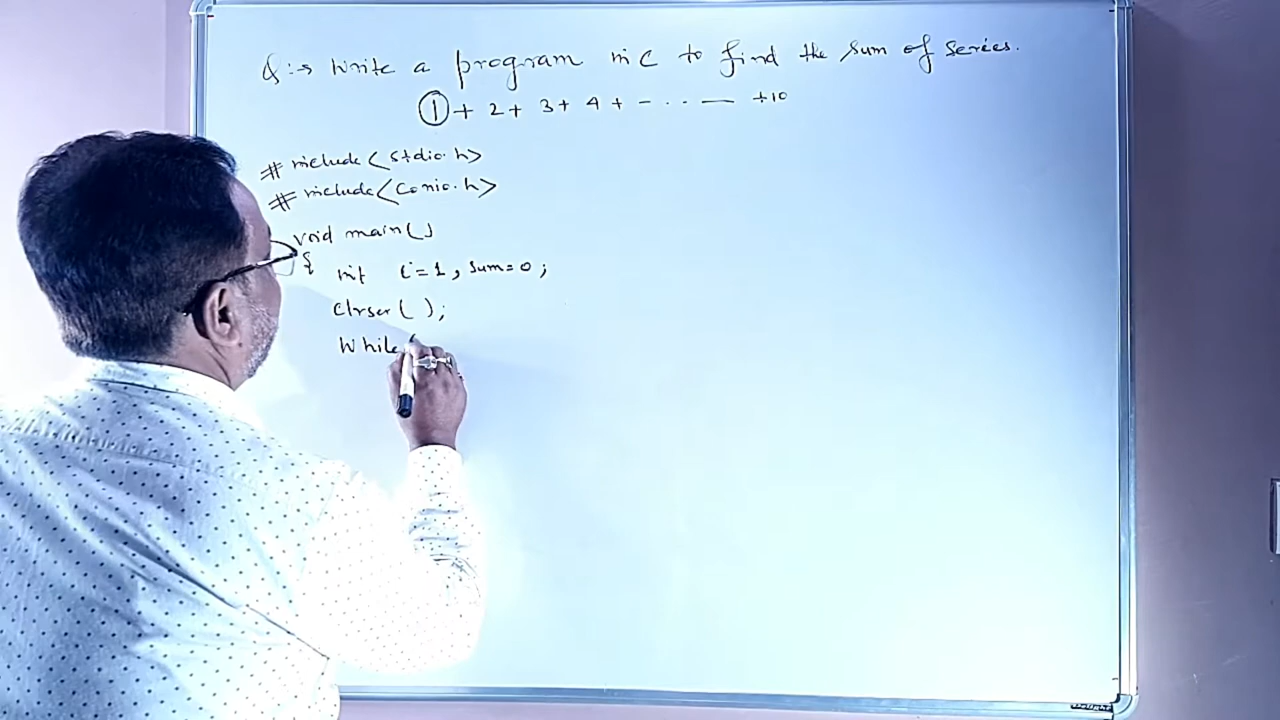 Q:→ Write a program in C to find the sum of series.
1 + 2 + 3 + 4 + - . . — +10
# include <stdio.h>
# include <Conio.h>
void main()
{
int i=1, Sum=0;
Clrscr( );
While(
Delight